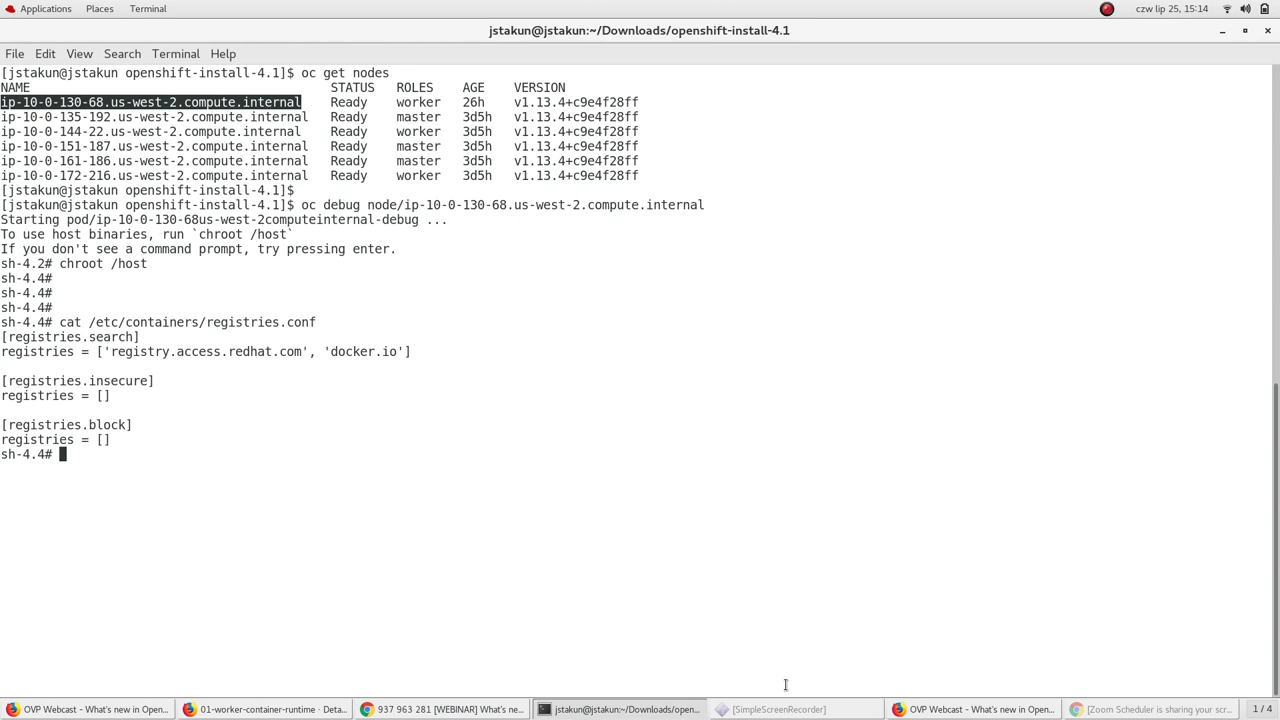 Applications Places Terminal czw lip 25, 15:14
jstakun@jstakun:~/Downloads/openshift-install-4.1
File Edit View Search Terminal Help
[jstakun@jstakun openshift-install-4.1]$ oc get nodes
NAME STATUS ROLES AGE VERSION
ip-10-0-130-68.us-west-2.compute.internal Ready worker 26h v1.13.4+c9e4f28ff
ip-10-0-135-192.us-west-2.compute.internal Ready master 3d5h v1.13.4+c9e4f28ff
ip-10-0-144-22.us-west-2.compute.internal Ready worker 3d5h v1.13.4+c9e4f28ff
ip-10-0-151-187.us-west-2.compute.internal Ready master 3d5h v1.13.4+c9e4f28ff
ip-10-0-161-186.us-west-2.compute.internal Ready master 3d5h v1.13.4+c9e4f28ff
ip-10-0-172-216.us-west-2.compute.internal Ready worker 3d5h v1.13.4+c9e4f28ff
[jstakun@jstakun openshift-install-4.1]$
[jstakun@jstakun openshift-install-4.1]$ oc debug node/ip-10-0-130-68.us-west-2.compute.internal
Starting pod/ip-10-0-130-68us-west-2computeinternal-debug ...
To use host binaries, run `chroot /host`
If you don't see a command prompt, try pressing enter.
sh-4.2# chroot /host
sh-4.4#
sh-4.4#
sh-4.4#
sh-4.4# cat /etc/containers/registries.conf
[registries.search]
registries = ['registry.access.redhat.com', 'docker.io']
[registries.insecure]
registries = []
[registries.block]
registries = []
sh-4.4#
OVP Webcast - What's new in Open... 01-worker-container-runtime · Deta... 937 963 281 [WEBINAR] What's ne... jstakun@jstakun:~/Downloads/open... [SimpleScreenRecorder] OVP Webcast - What's new in Open... [Zoom Scheduler is sharing your scr... 1 / 4